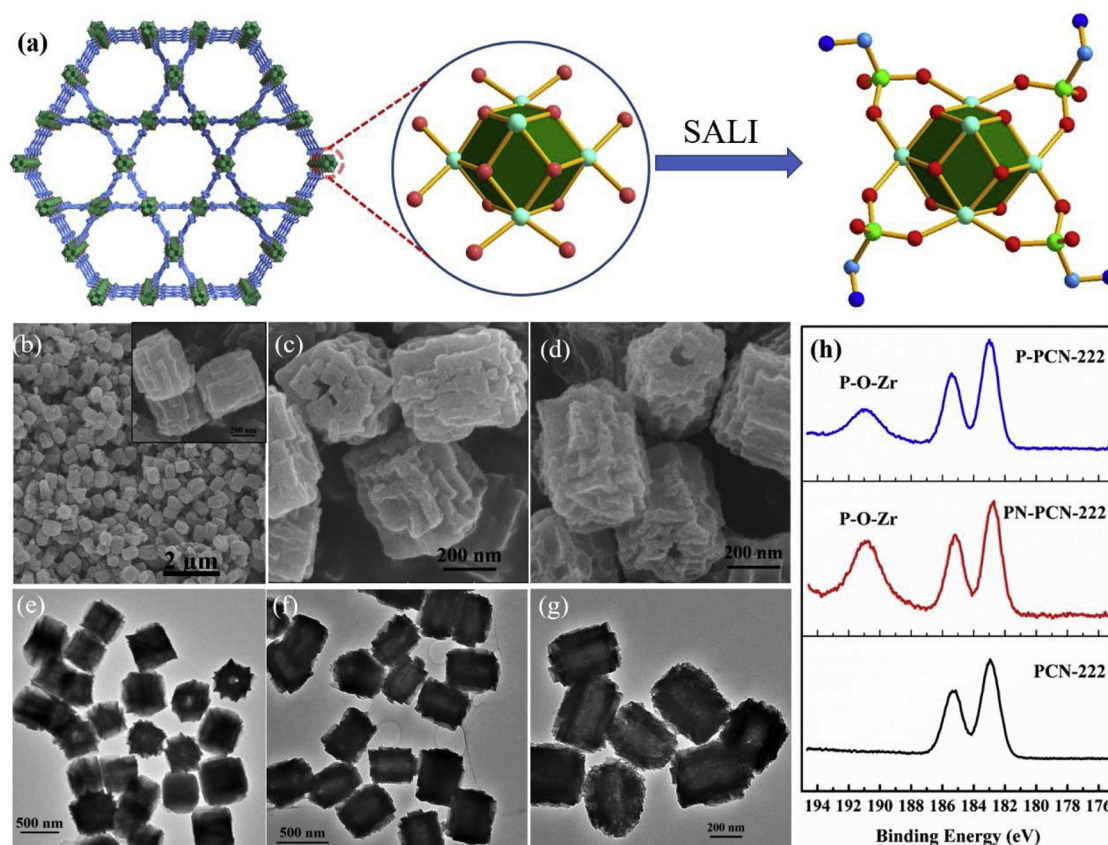 (a)
SALI
(b)
200 nm
2 μm
(c)
200 nm
(d)
200 nm
(e)
500 nm
(f)
500 nm
(g)
200 nm
(h)
P-PCN-222
P-O-Zr
PN-PCN-222
P-O-Zr
PCN-222
194 192 190 188 186 184 182 180 178 176
Binding Energy (eV)